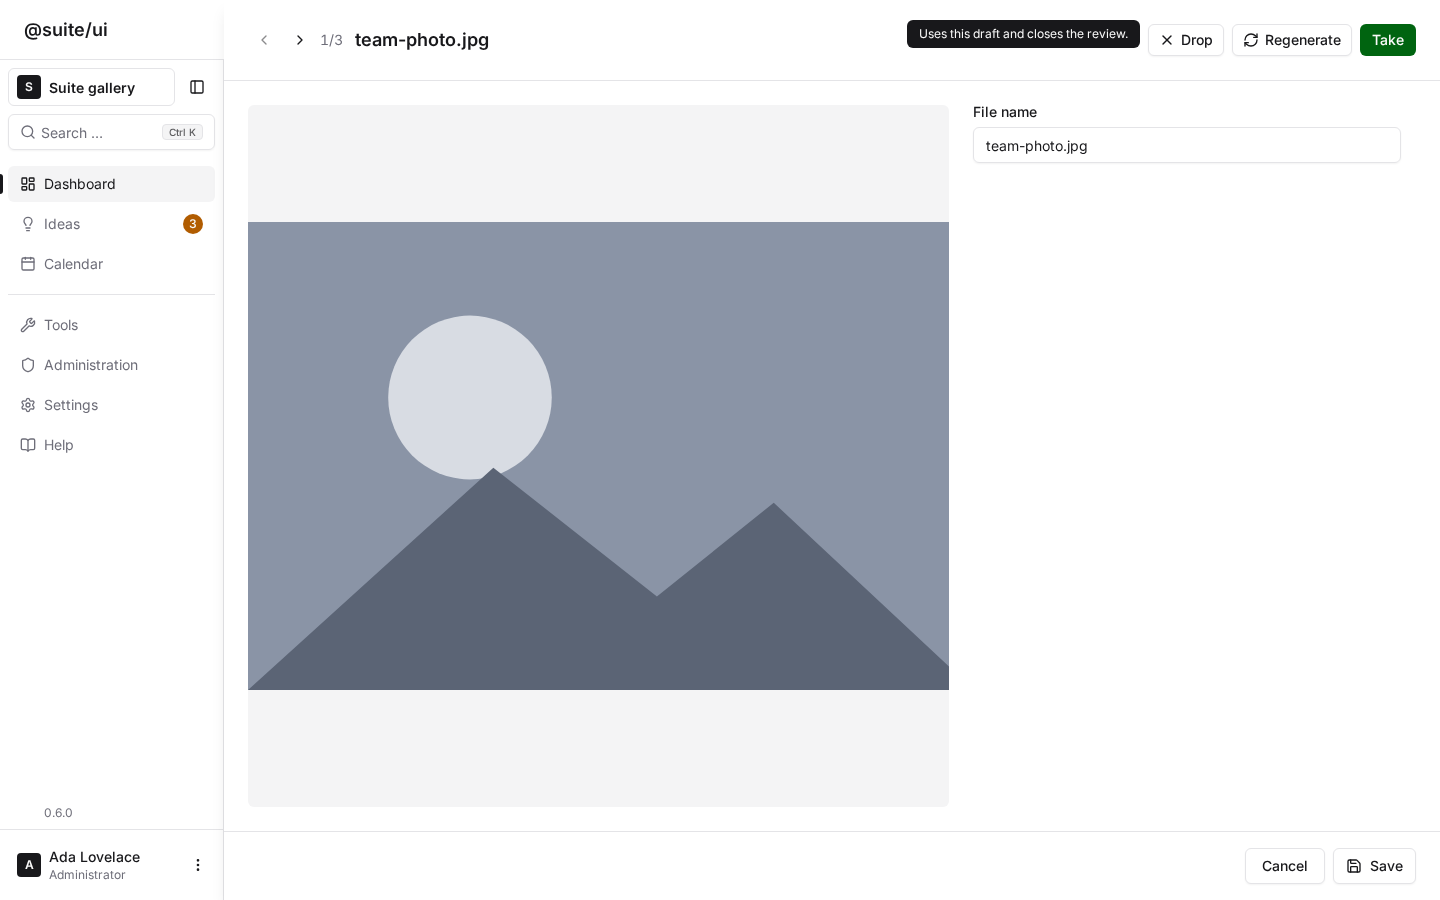 @suite/ui
S Suite gallery
Search ... Ctrl K
Dashboard
Ideas 3
Calendar
Tools
Administration
Settings
Help
0.6.0
A Ada Lovelace
Administrator
1/3 team-photo.jpg
Uses this draft and closes the review.
Drop Regenerate Take
File name
team-photo.jpg
Cancel Save